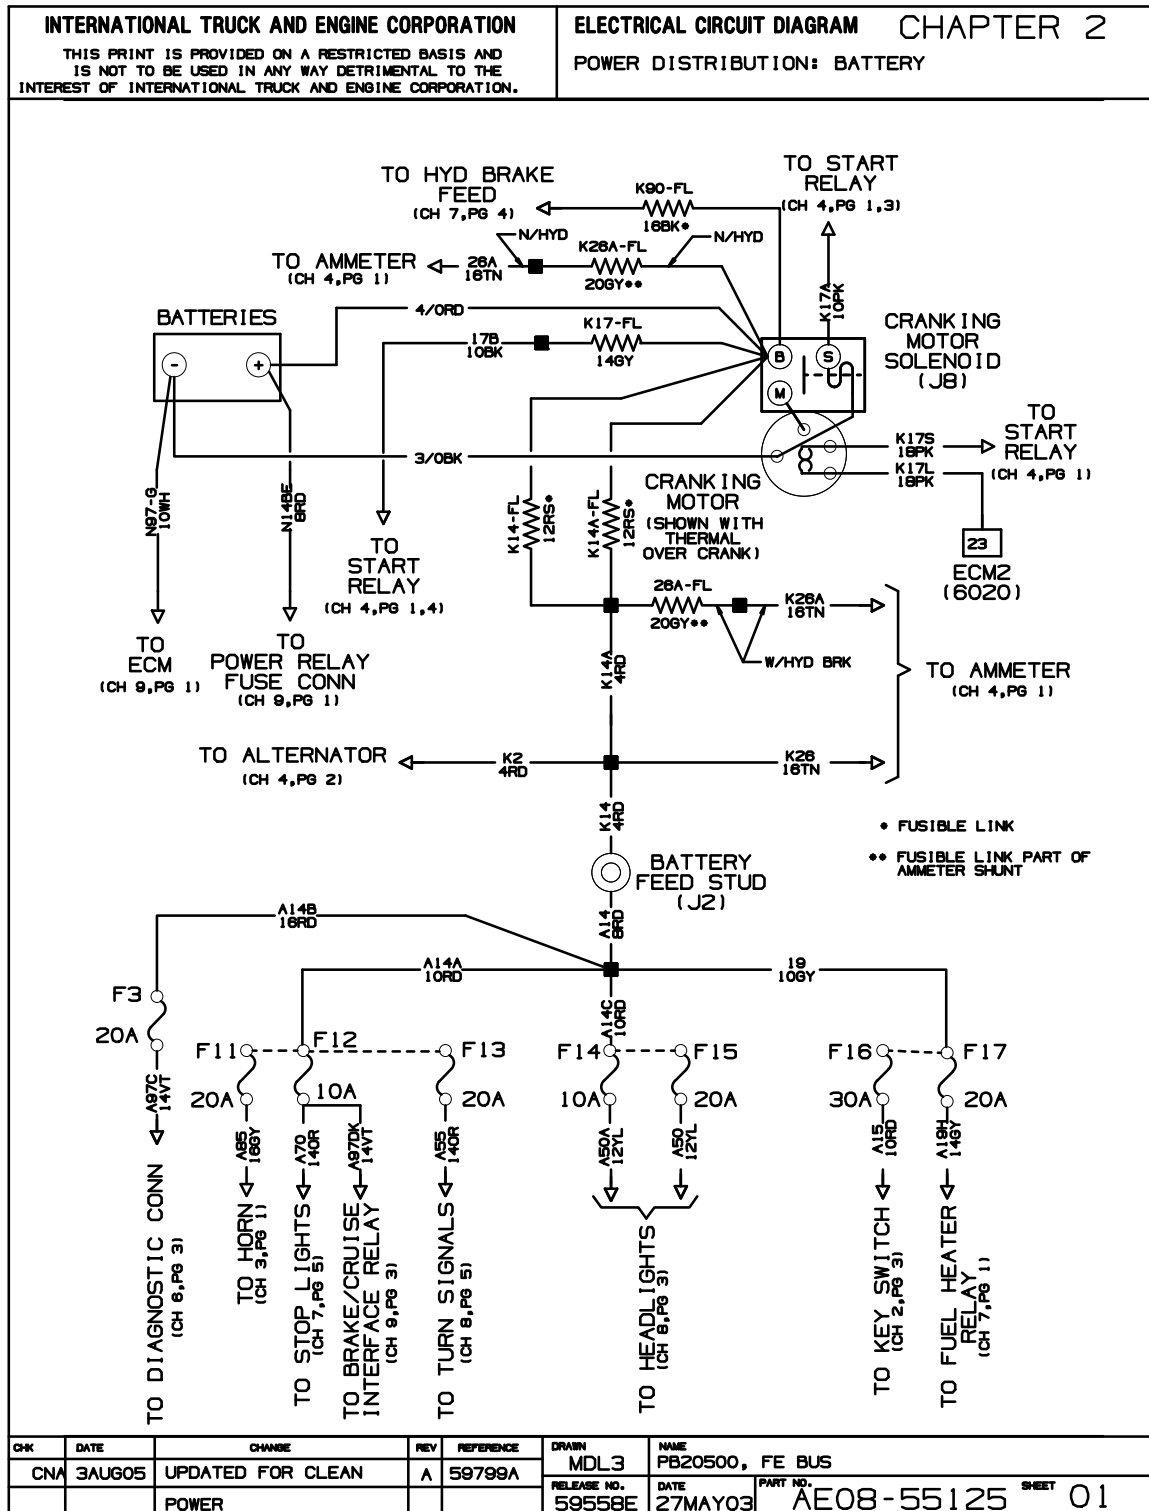 INTERNATIONAL TRUCK AND ENGINE CORPORATION
THIS PRINT IS PROVIDED ON A RESTRICTED BASIS AND
IS NOT TO BE USED IN ANY WAY DETRIMENTAL TO THE
INTEREST OF INTERNATIONAL TRUCK AND ENGINE CORPORATION.
ELECTRICAL CIRCUIT DIAGRAM CHAPTER 2
POWER DISTRIBUTION: BATTERY
TO HYD BRAKE
FEED
(CH 7,PG 4)
K90-FL
16BK*
TO START
RELAY
(CH 4,PG 1,3)
N/HYD
K26A-FL
20GY**
N/HYD
TO AMMETER
(CH 4,PG 1)
26A
16TN
K17A
10PK
4/0RD
BATTERIES
-
+
17B
10BK
K17-FL
14GY
B
S
M
CRANKING
MOTOR
SOLENOID
(J8)
TO
START
RELAY
(CH 4,PG 1)
K17S
18PK
K17L
18PK
3/0BK
CRANKING
MOTOR
(SHOWN WITH
THERMAL
OVER CRANK)
23
ECM2
(6020)
N97-G
10WH
N14BE
8RD
K14-FL
12RS*
K14A-FL
12RS*
TO
START
RELAY
(CH 4,PG 1,4)
26A-FL
20GY**
K26A
16TN
TO
ECM
(CH 9,PG 1)
TO
POWER RELAY
FUSE CONN
(CH 9,PG 1)
K14A
4RD
W/HYD BRK
TO AMMETER
(CH 4,PG 1)
TO ALTERNATOR
(CH 4,PG 2)
K2
4RD
K26
16TN
K14
4RD
* FUSIBLE LINK
** FUSIBLE LINK PART OF
AMMETER SHUNT
BATTERY
FEED STUD
(J2)
A14B
16RD
A14
8RD
A14A
10RD
19
10GY
A14C
10RD
F3
20A
F11
20A
F12
10A
F13
20A
F14
10A
F15
20A
F16
30A
F17
20A
A97C
14VT
A85
16GY
A70
14OR
A97DK
14VT
A55
14OR
A50A
12YL
A50
12YL
A15
10RD
A19H
14GY
TO DIAGNOSTIC CONN
(CH 6,PG 3)
TO HORN
(CH 3,PG 1)
TO STOP LIGHTS
(CH 7,PG 5)
TO BRAKE/CRUISE
INTERFACE RELAY
(CH 9,PG 3)
TO TURN SIGNALS
(CH 8,PG 5)
TO HEADLIGHTS
(CH 8,PG 3)
TO KEY SWITCH
(CH 2,PG 3)
TO FUEL HEATER
RELAY
(CH 7,PG 1)
CHK DATE CHANGE REV REFERENCE
CNA 3AUG05 UPDATED FOR CLEAN A 59799A
POWER
DRAWN
MDL3
NAME
PB20500, FE BUS
RELEASE NO.
59558E
DATE
27MAY03
PART NO.
AE08-55125
SHEET 01